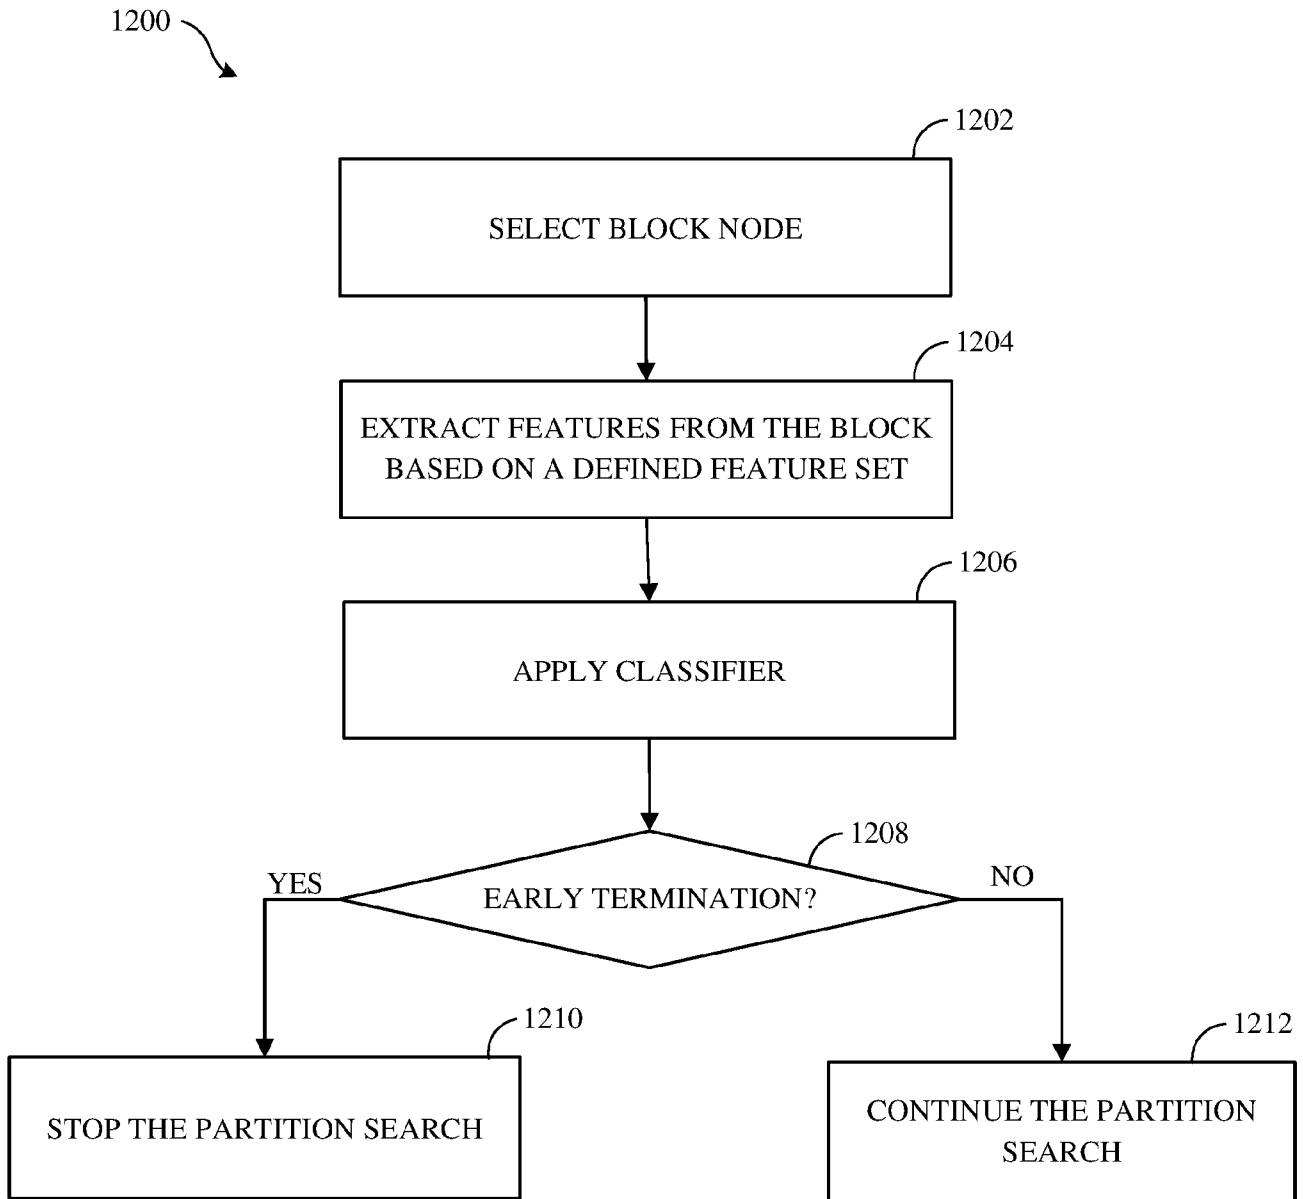 1200
1202
SELECT BLOCK NODE
1204
EXTRACT FEATURES FROM THE BLOCK
BASED ON A DEFINED FEATURE SET
1206
APPLY CLASSIFIER
1208
YES
EARLY TERMINATION?
NO
1210
STOP THE PARTITION SEARCH
1212
CONTINUE THE PARTITION
SEARCH